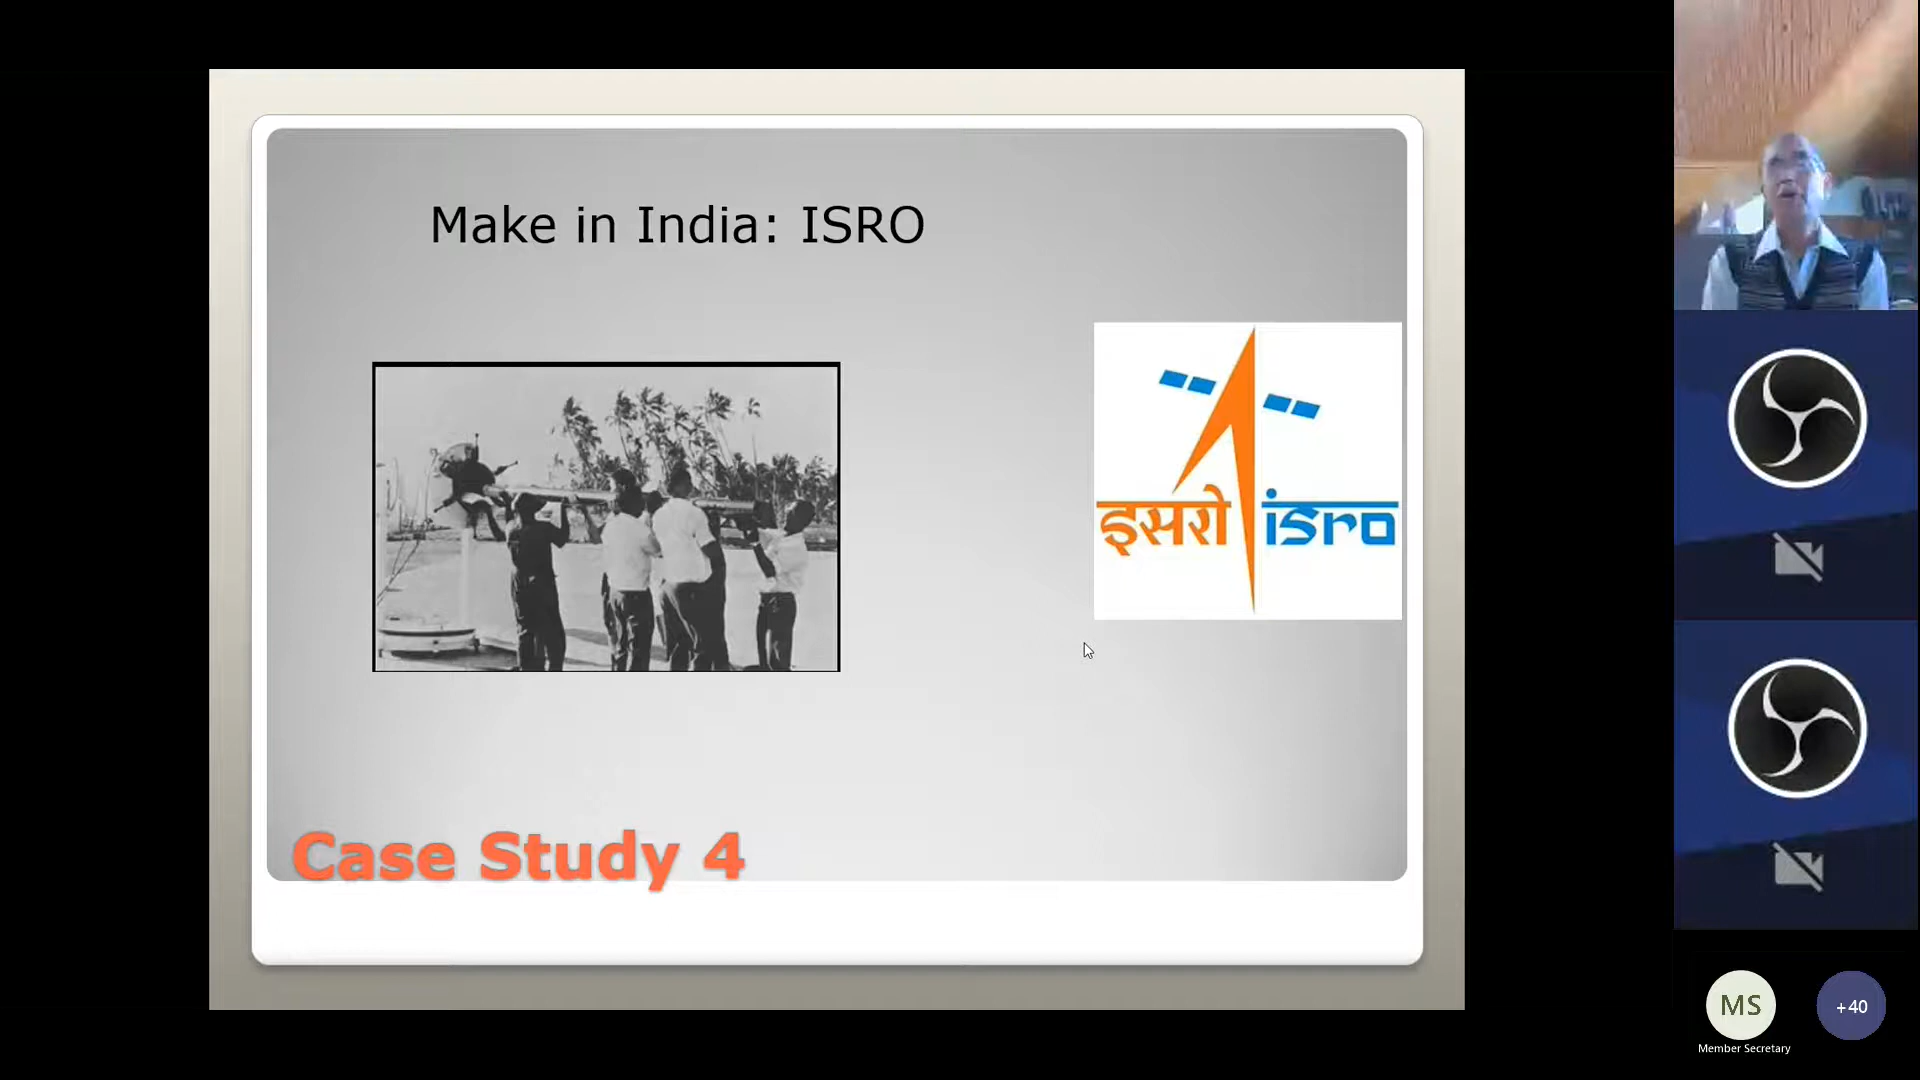 Make in India: ISRO
इसरो isro
Case Study 4
MS
+40
Member Secretary